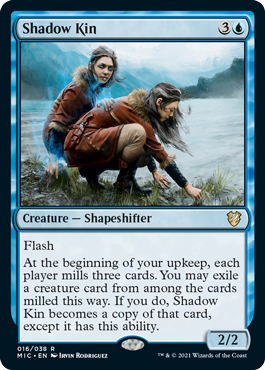 Shadow Kin 3
Creature — Shapeshifter
Flash
At the beginning of your upkeep, each
player mills three cards. You may exile
a creature card from among the cards
milled this way. If you do, Shadow
Kin becomes a copy of that card,
except it has this ability.
2/2
016/038 R
MIC • EN Irvin Rodriguez ™ & © 2021 Wizards of the Coast